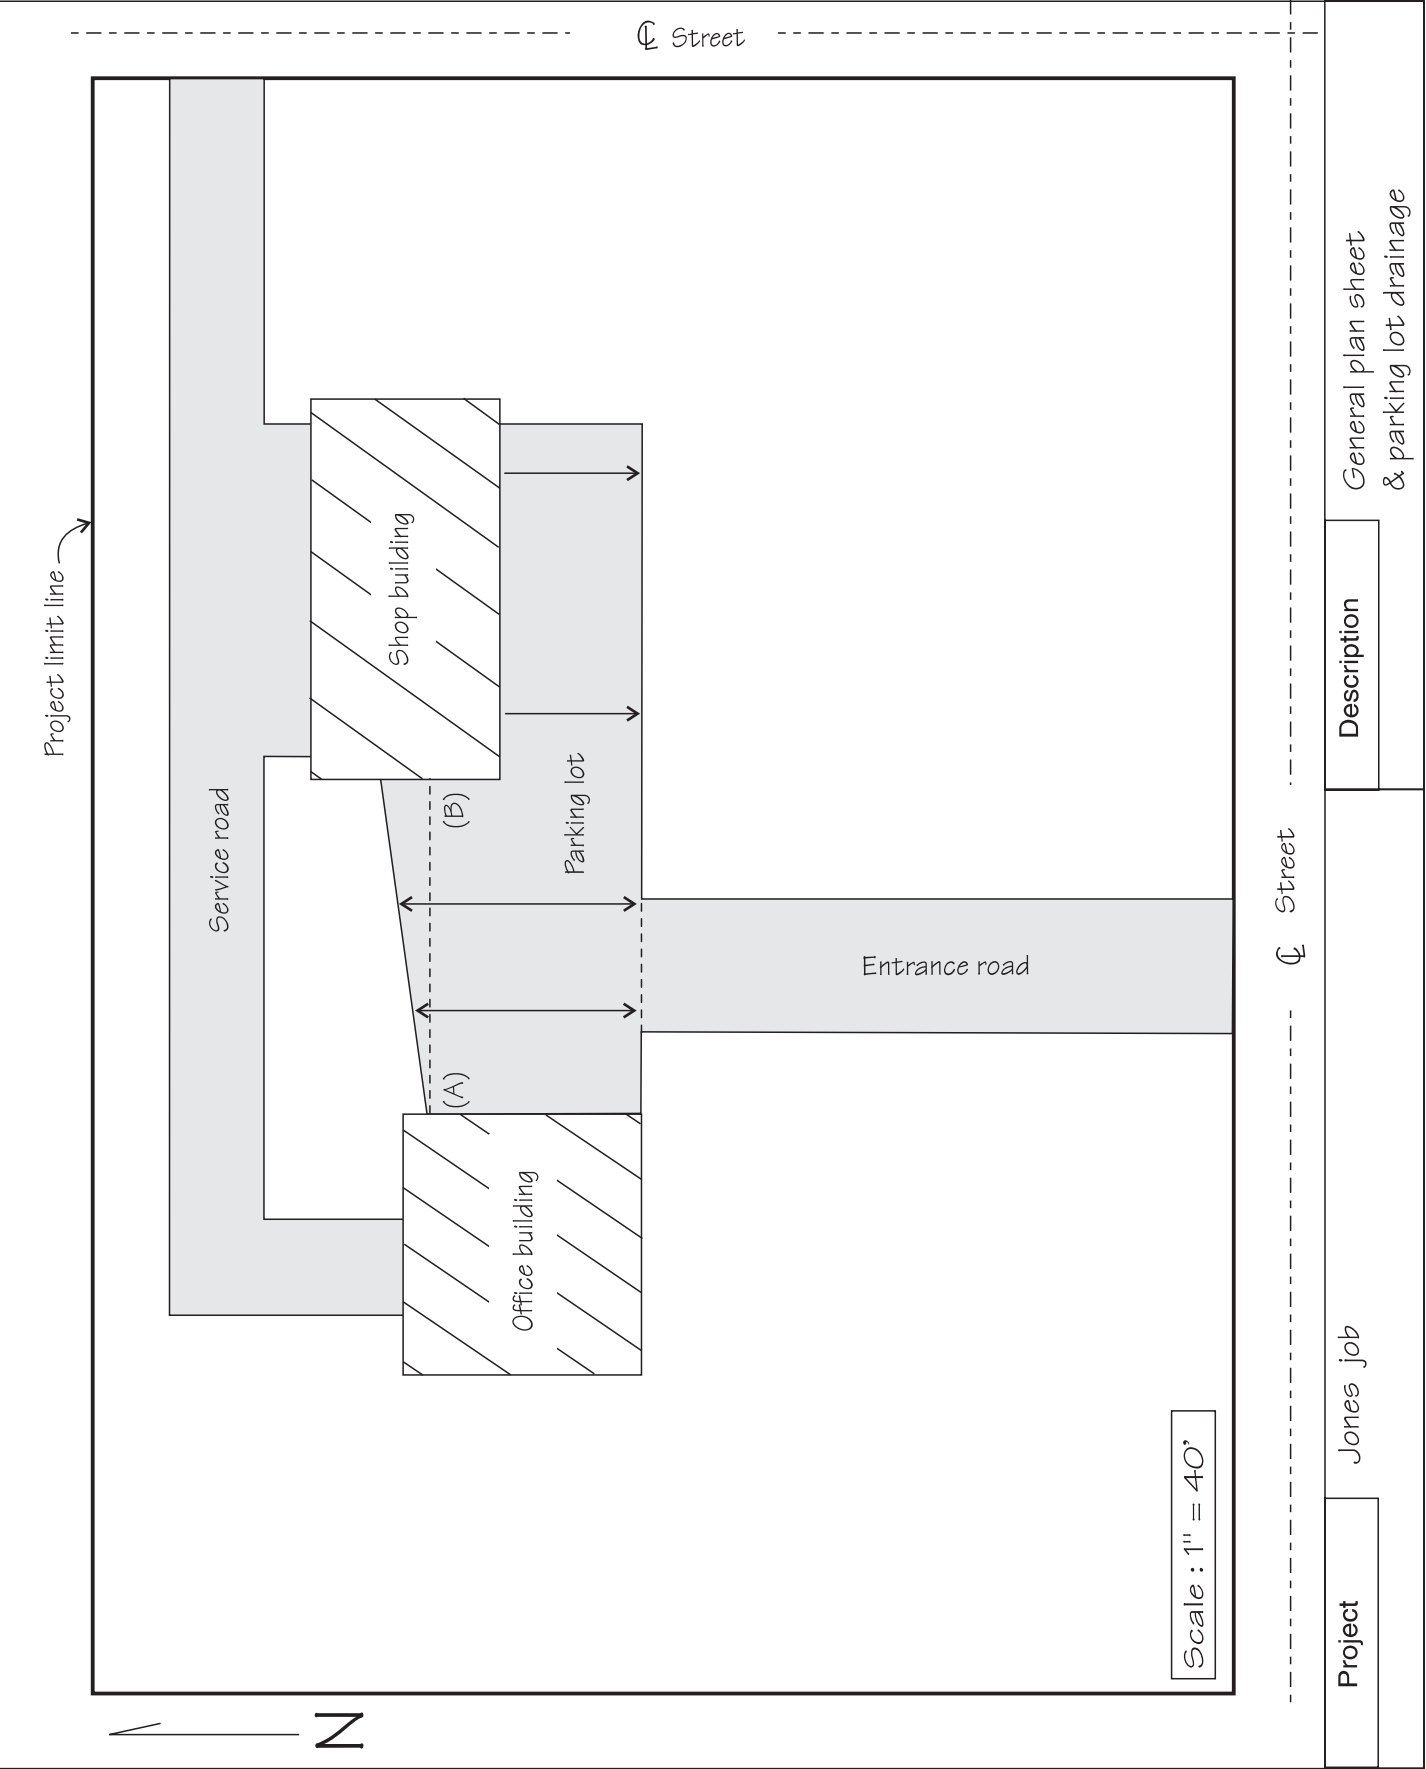 ℄ Street
Project limit line
Service road
Shop building
(B)
Parking lot
(A)
Office building
Entrance road
℄ Street
Scale : 1" = 40'
N
Project
Jones job
Description
General plan sheet
& parking lot drainage